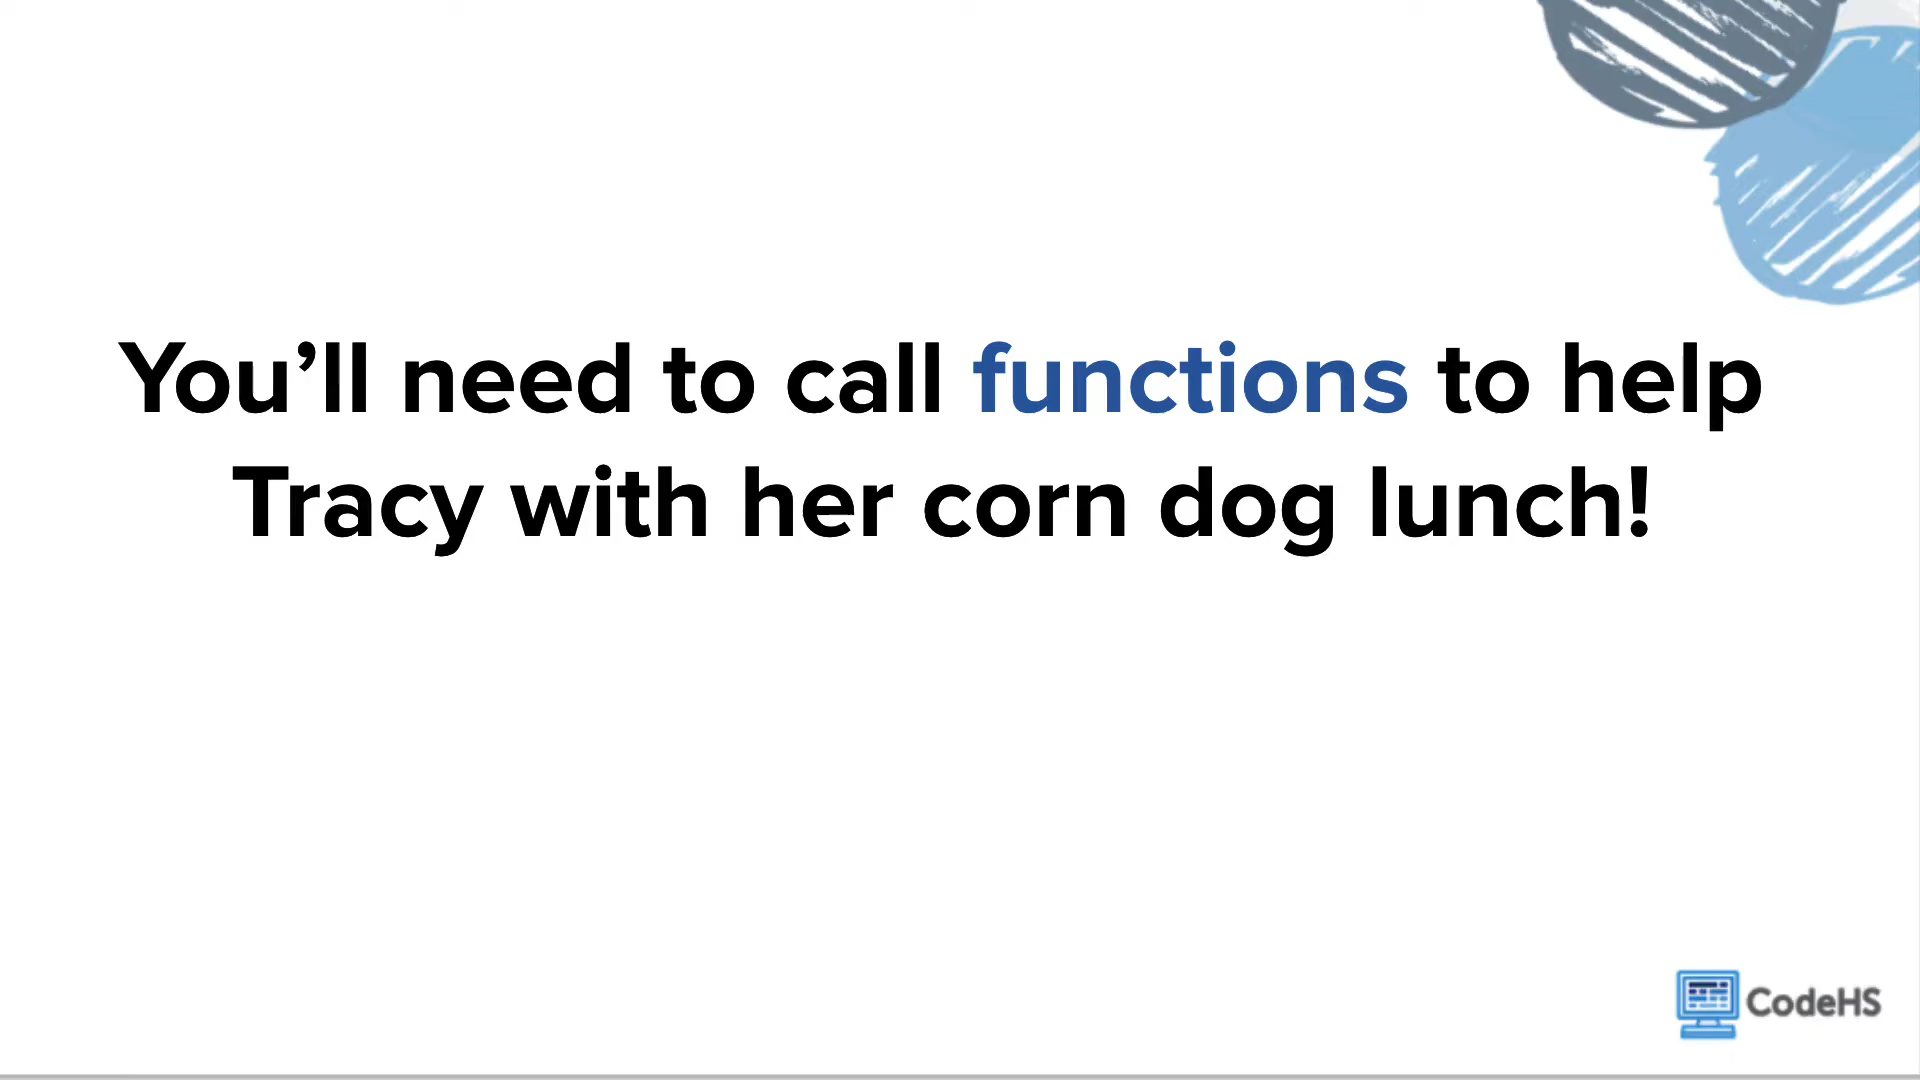 You’ll need to call functions to help
Tracy with her corn dog lunch!
CodeHS